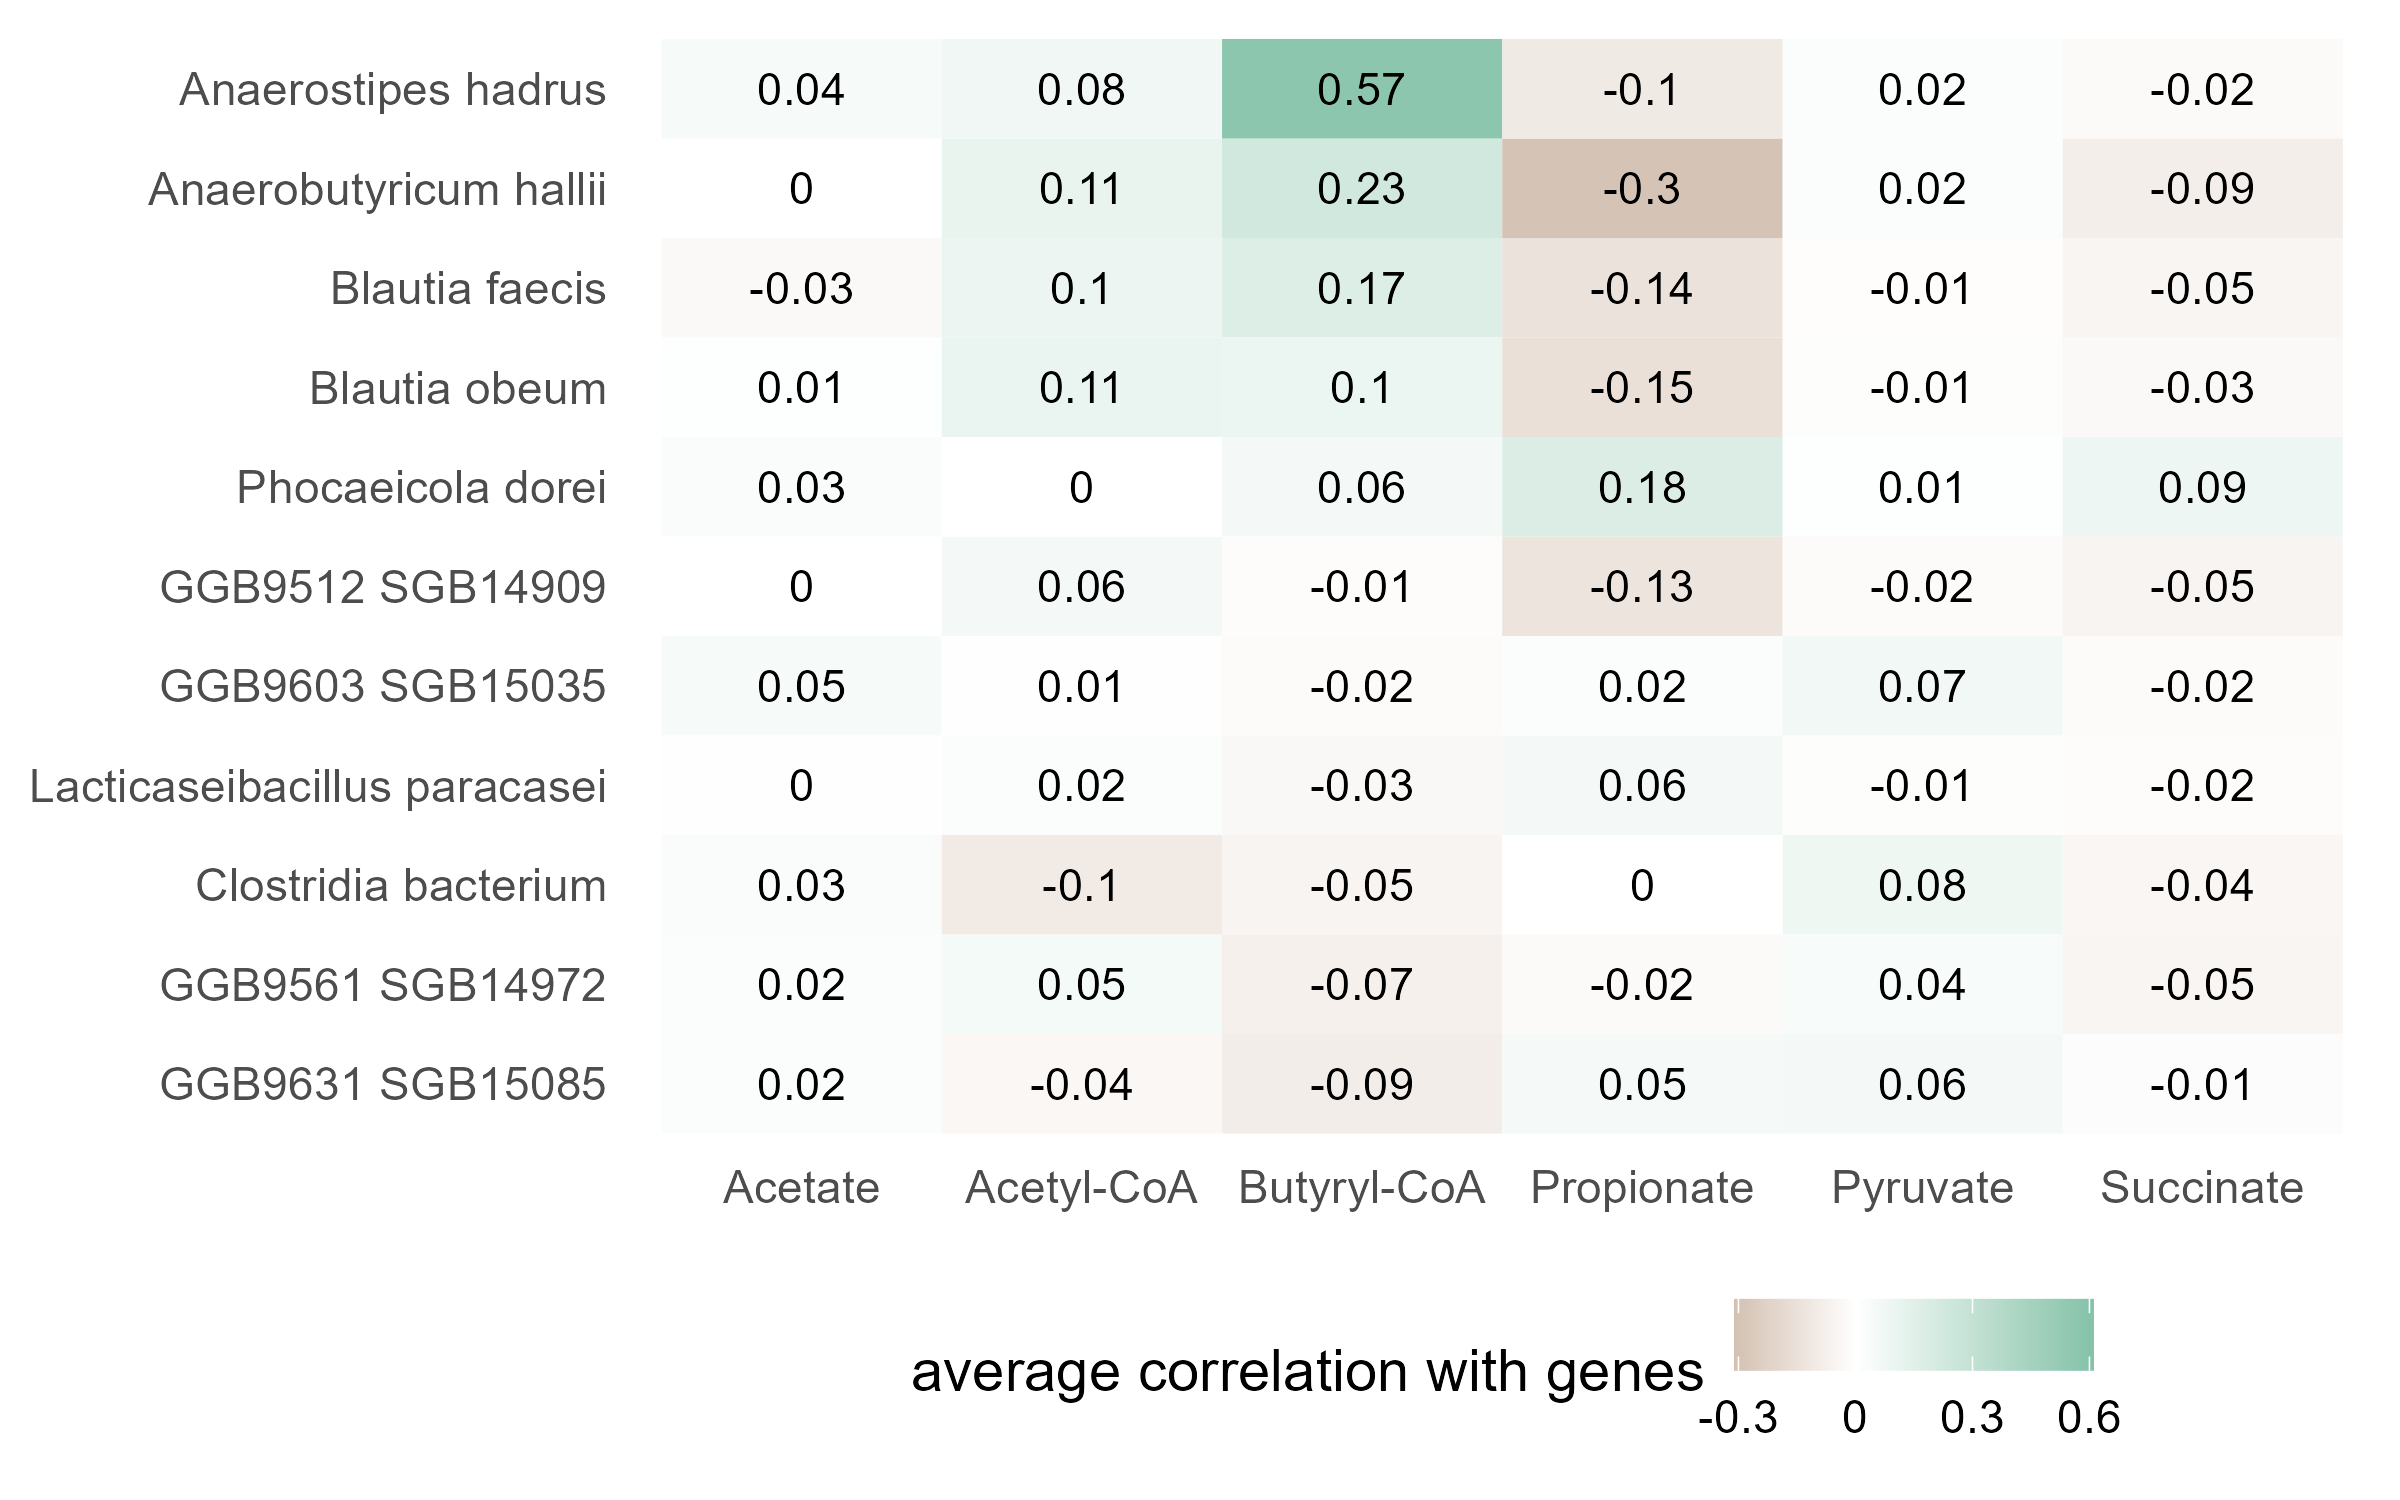 Anaerostipes hadrus 0.04 0.08 0.57 -0.1 0.02 -0.02
Anaerobutyricum hallii 0 0.11 0.23 -0.3 0.02 -0.09
Blautia faecis -0.03 0.1 0.17 -0.14 -0.01 -0.05
Blautia obeum 0.01 0.11 0.1 -0.15 -0.01 -0.03
Phocaeicola dorei 0.03 0 0.06 0.18 0.01 0.09
GGB9512 SGB14909 0 0.06 -0.01 -0.13 -0.02 -0.05
GGB9603 SGB15035 0.05 0.01 -0.02 0.02 0.07 -0.02
Lacticaseibacillus paracasei 0 0.02 -0.03 0.06 -0.01 -0.02
Clostridia bacterium 0.03 -0.1 -0.05 0 0.08 -0.04
GGB9561 SGB14972 0.02 0.05 -0.07 -0.02 0.04 -0.05
GGB9631 SGB15085 0.02 -0.04 -0.09 0.05 0.06 -0.01
Acetate Acetyl-CoA Butyryl-CoA Propionate Pyruvate Succinate
average correlation with genes
-0.3 0 0.3 0.6